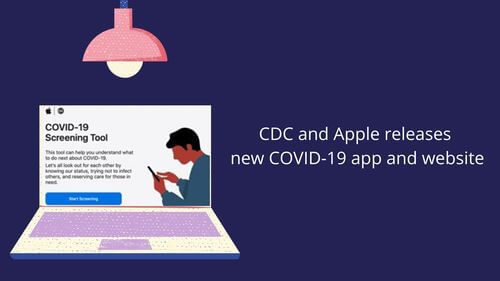 COVID-19
Screening Tool
This tool can help you understand what
to do next about COVID-19.
Let's all look out for each other by
knowing our status, trying not to infect
others, and reserving care for those in
need.
Start Screening
CDC and Apple releases
new COVID-19 app and website